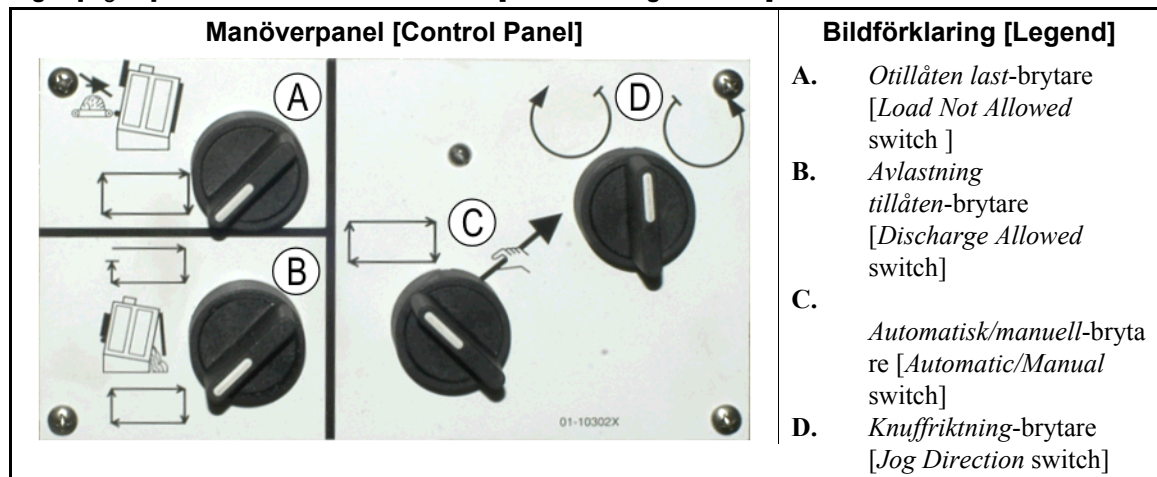 Manöverpanel [Control Panel]
A
D
C
B
01-10302X
Bildförklaring [Legend]
A. Otillåten last-brytare
[Load Not Allowed
switch ]
B. Avlastning
tillåten-brytare
[Discharge Allowed
switch]
C.
Automatisk/manuell-bryta
re [Automatic/Manual
switch]
D. Knuffriktning-brytare
[Jog Direction switch]